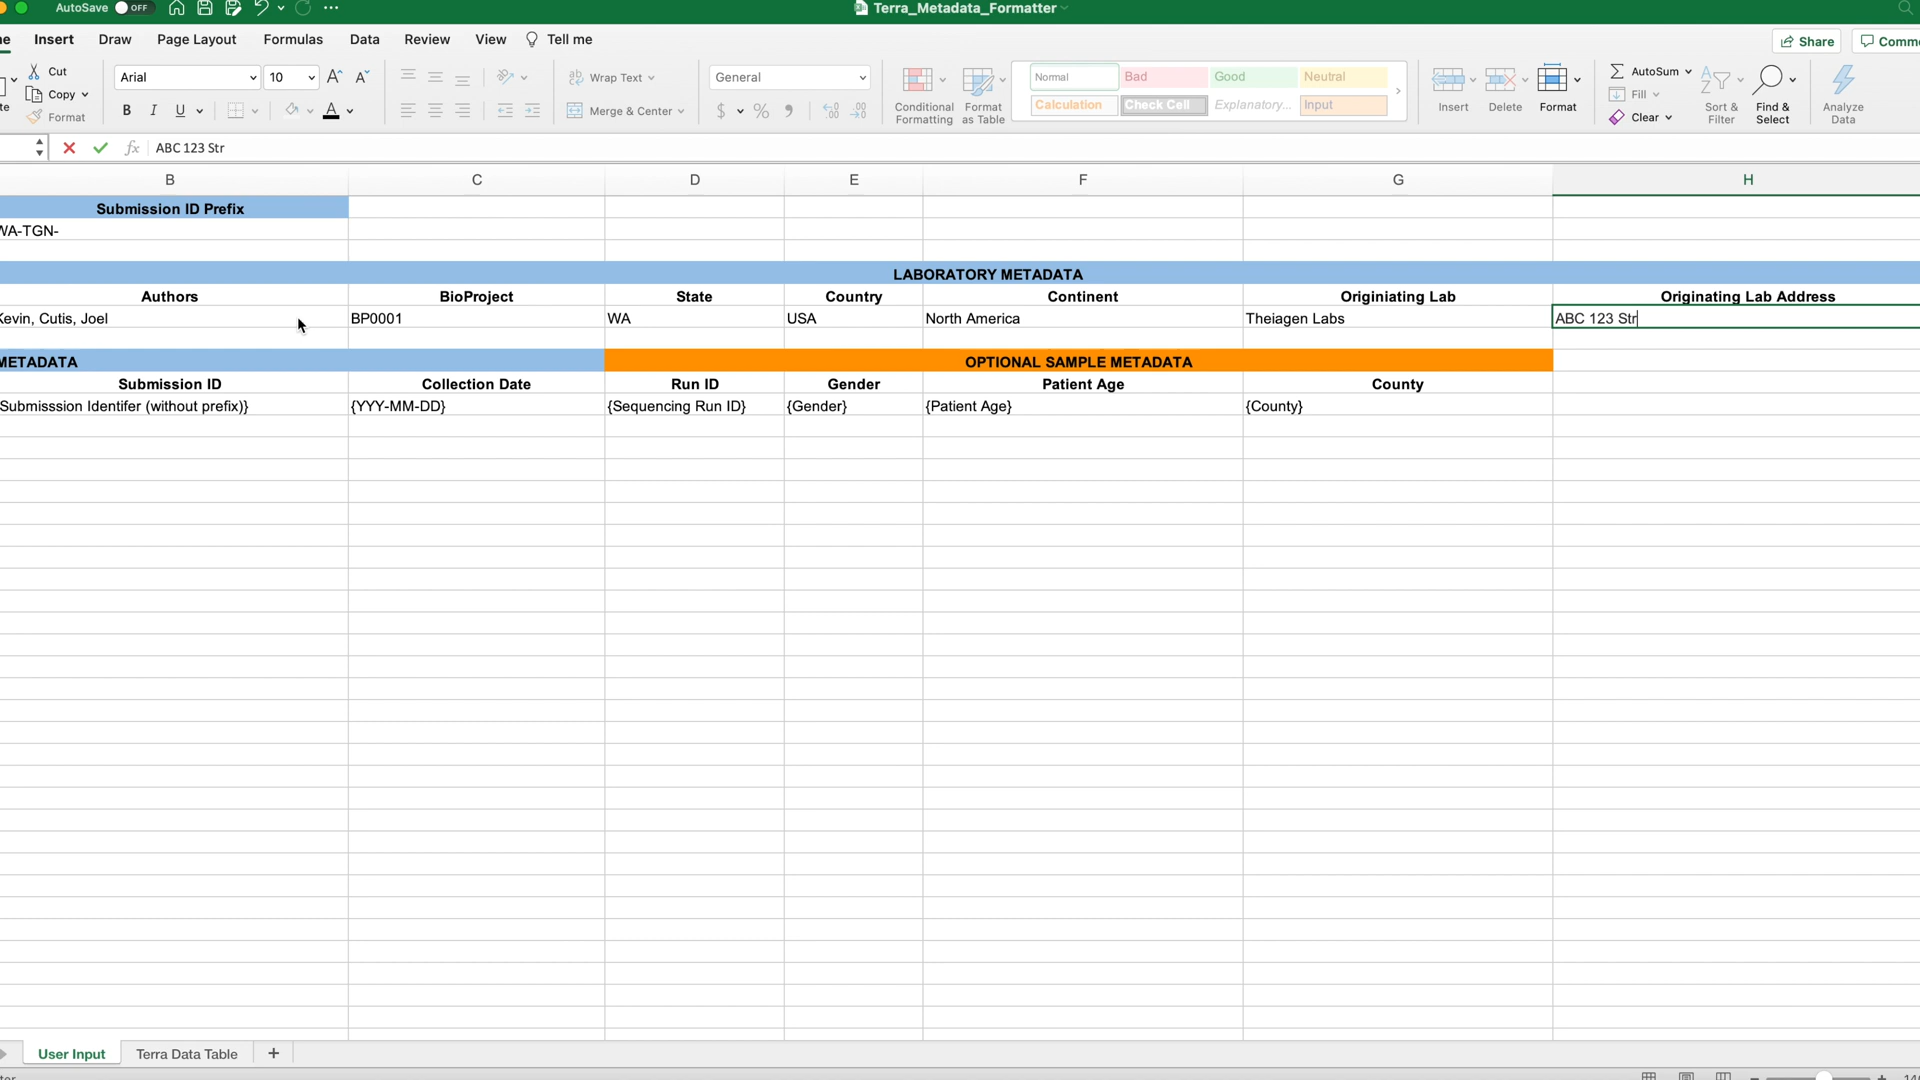 AutoSave OFF Terra_Metadata_Formatter
Insert Draw Page Layout Formulas Data Review View Tell me Share
Cut Arial 10 Wrap Text General Normal Bad Good Neutral AutoSum
Copy Calculation Check Cell Explanatory... Input Fill
Format B I U Merge & Center $ % Conditional Formatting Format as Table Insert Delete Format Clear Sort & Filter Find & Select Analyze Data
fx ABC 123 Str
B C D E F G H
Submission ID Prefix
WA-TGN-
LABORATORY METADATA
Authors BioProject State Country Continent Originiating Lab Originating Lab Address
Kevin, Cutis, Joel BP0001 WA USA North America Theiagen Labs ABC 123 Str
METADATA OPTIONAL SAMPLE METADATA
Submission ID Collection Date Run ID Gender Patient Age County
Submisssion Identifer (without prefix)} {YYY-MM-DD} {Sequencing Run ID} {Gender} {Patient Age} {County}
User Input Terra Data Table +